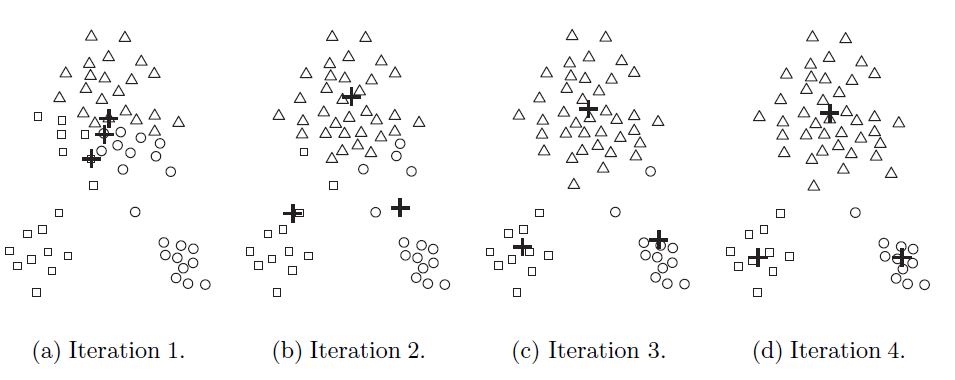 (a) Iteration 1.
(b) Iteration 2.
(c) Iteration 3.
(d) Iteration 4.